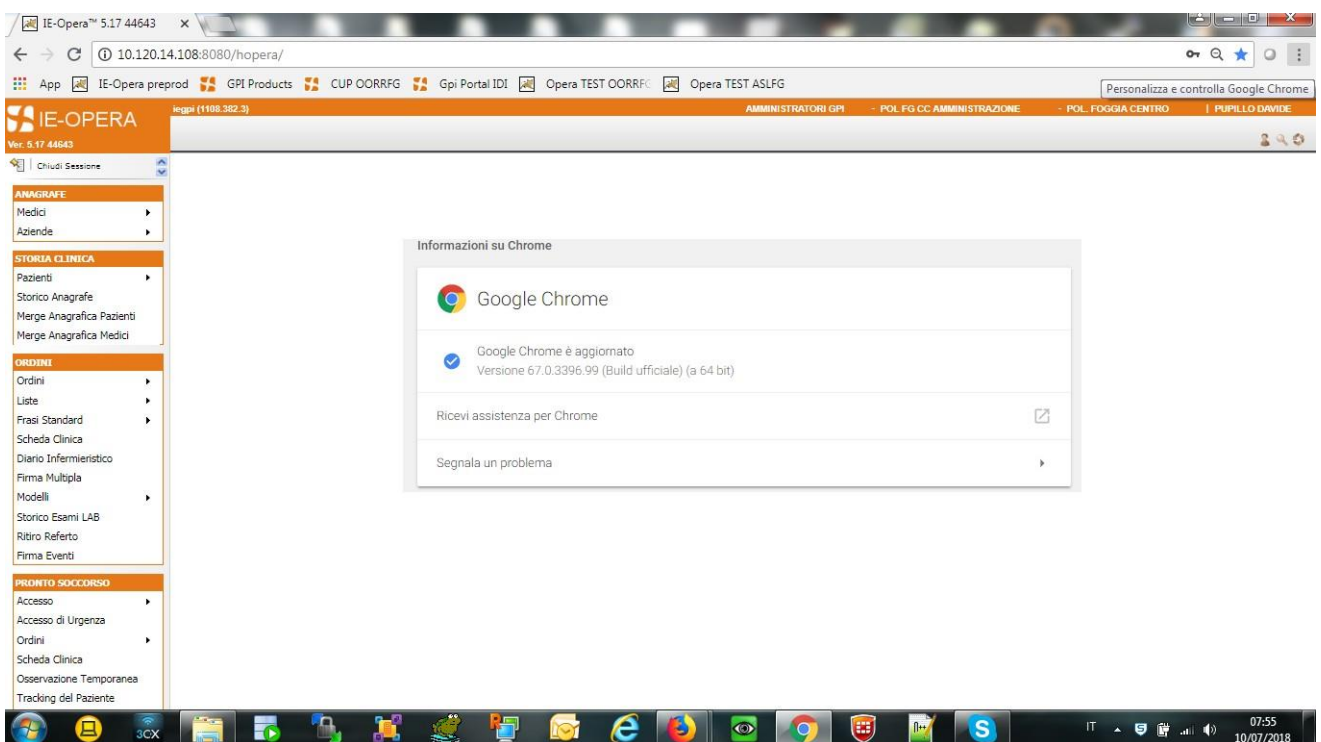 IE-Opera™ 5.17 44643
10.120.14.108:8080/hopera/
App IE-Opera preprod GPI Products CUP OORRFG Gpi Portal IDI Opera TEST OORRFG Opera TEST ASLFG
Personalizza e controlla Google Chrome
IE-OPERA
iegpi (1108.382.3) AMMINISTRATORI GPI - POL FG CC AMMINISTRAZIONE - POL. FOGGIA CENTRO | PUPILLO DAVIDE
Ver. 5.17 44643
Chiudi Sessione
ANAGRAFE
Medici
Aziende
STORIA CLINICA
Pazienti
Storico Anagrafe
Merge Anagrafica Pazienti
Merge Anagrafica Medici
ORDINI
Ordini
Liste
Frasi Standard
Scheda Clinica
Diario Infermieristico
Firma Multipla
Modelli
Storico Esami LAB
Ritiro Referto
Firma Eventi
PRONTO SOCCORSO
Accesso
Accesso di Urgenza
Ordini
Scheda Clinica
Osservazione Temporanea
Tracking del Paziente
Informazioni su Chrome
Google Chrome
Google Chrome è aggiornato
Versione 67.0.3396.99 (Build ufficiale) (a 64 bit)
Ricevi assistenza per Chrome
Segnala un problema
3CX
IT
07:55
10/07/2018